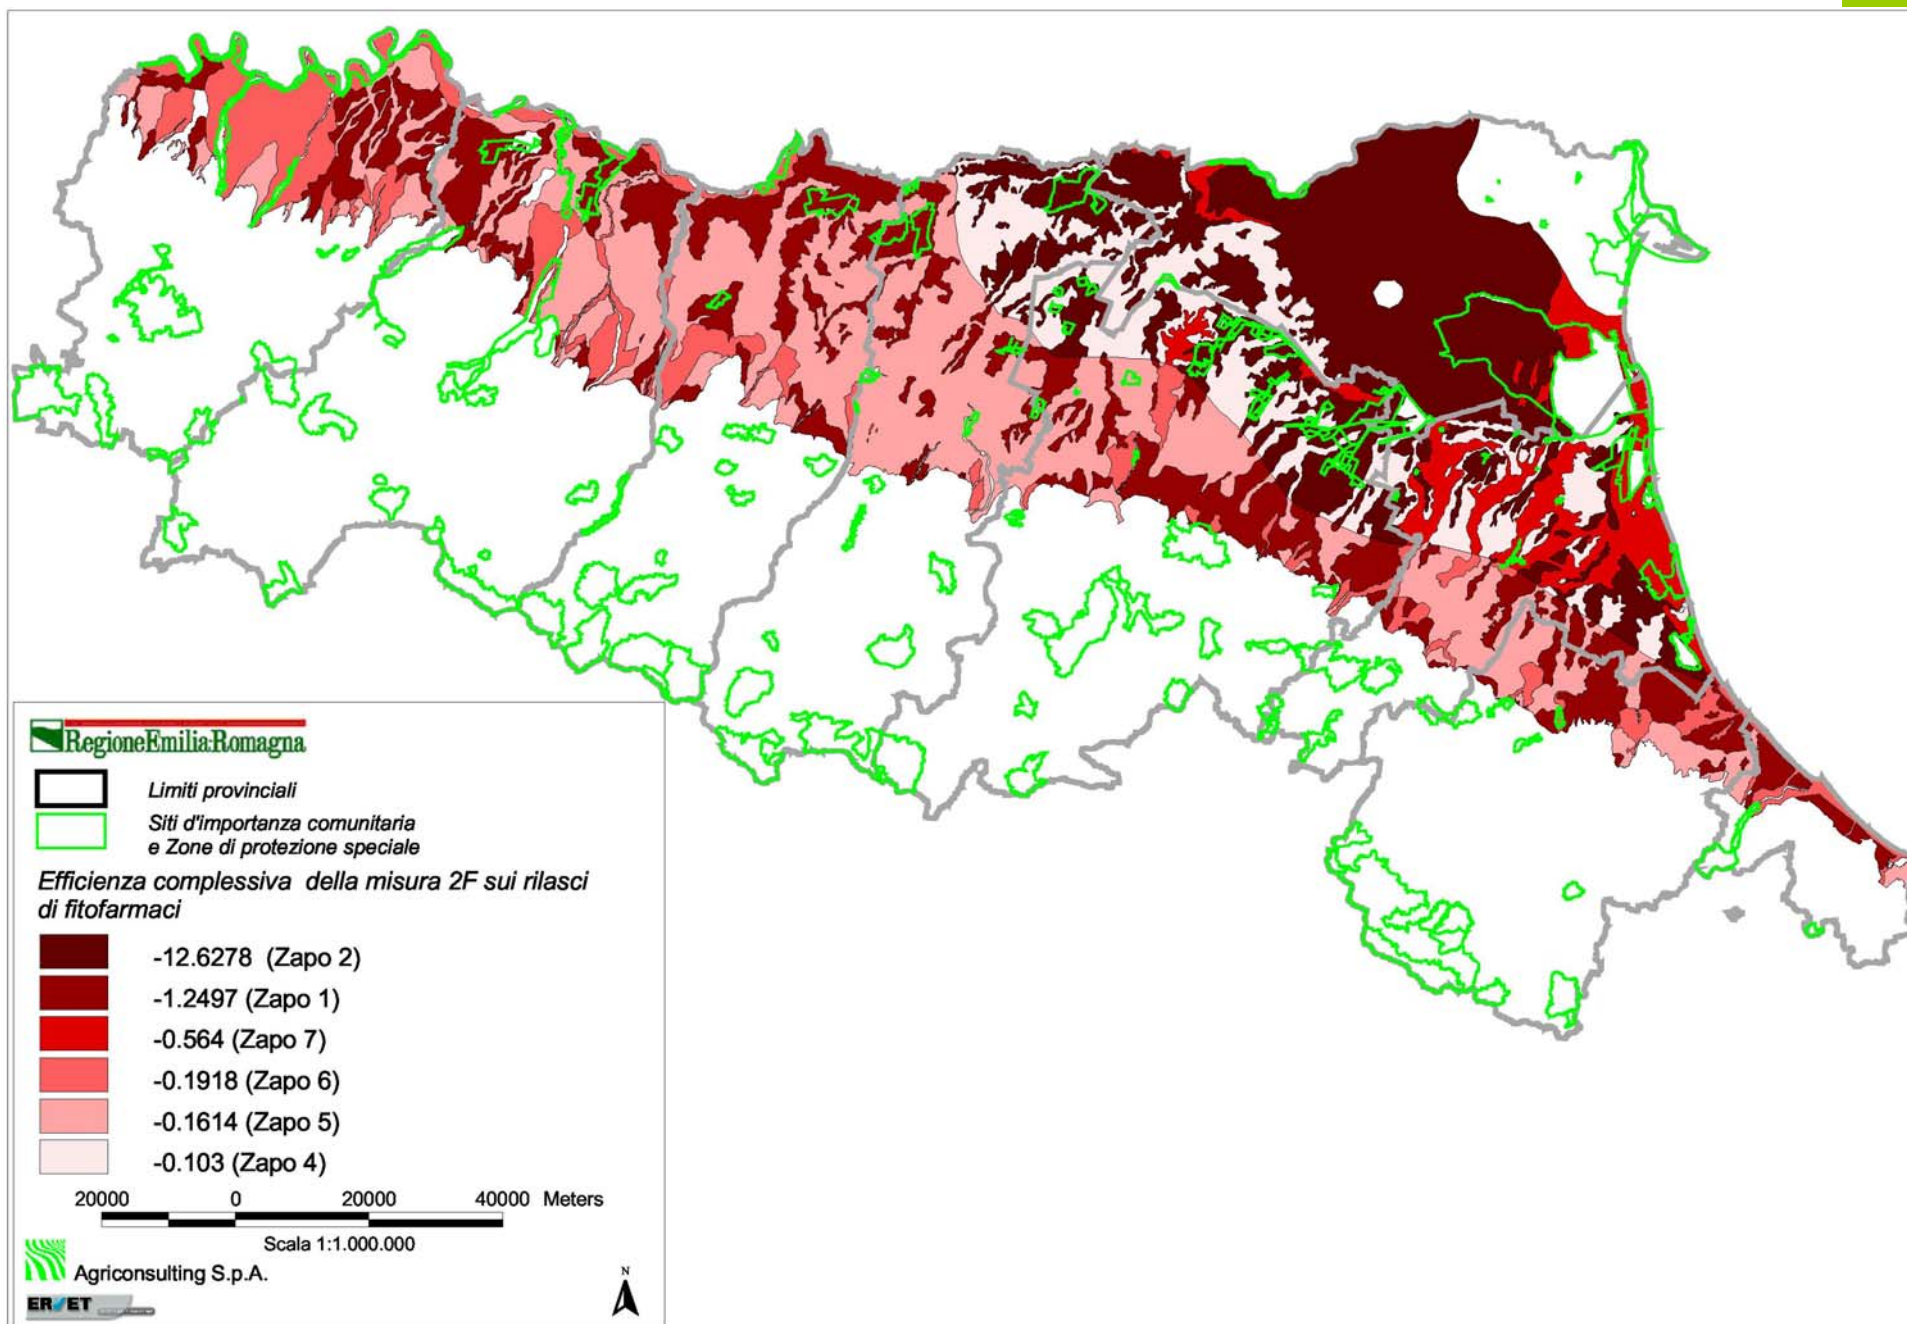 RegioneEmilia-Romagna
Limiti provinciali
Siti d'importanza comunitaria
e Zone di protezione speciale
Efficienza complessiva della misura 2F sui rilasci
di fitofarmaci
-12.6278 (Zapo 2)
-1.2497 (Zapo 1)
-0.564 (Zapo 7)
-0.1918 (Zapo 6)
-0.1614 (Zapo 5)
-0.103 (Zapo 4)
20000 0 20000 40000 Meters
Scala 1:1.000.000
Agriconsulting S.p.A.
N
ERVET